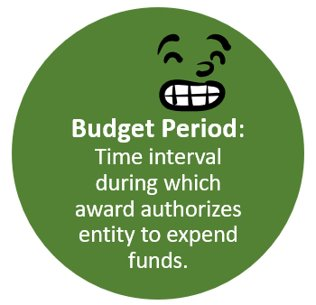 Budget Period:
Time interval
during which
award authorizes
entity to expend
funds.